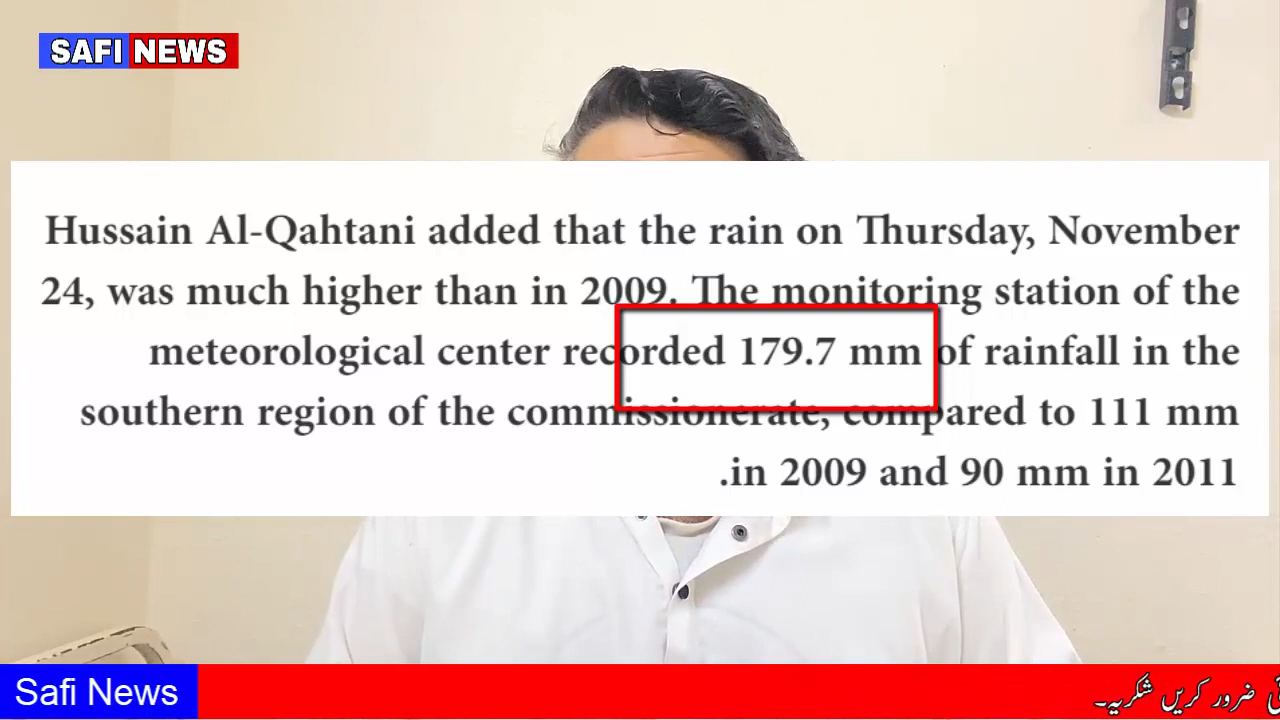 SAFI NEWS
Hussain Al-Qahtani added that the rain on Thursday, November
24, was much higher than in 2009. The monitoring station of the
meteorological center recorded 179.7 mm of rainfall in the
southern region of the commissionerate, compared to 111 mm
.in 2009 and 90 mm in 2011
Safi News
ضرور کریں شکریہ۔